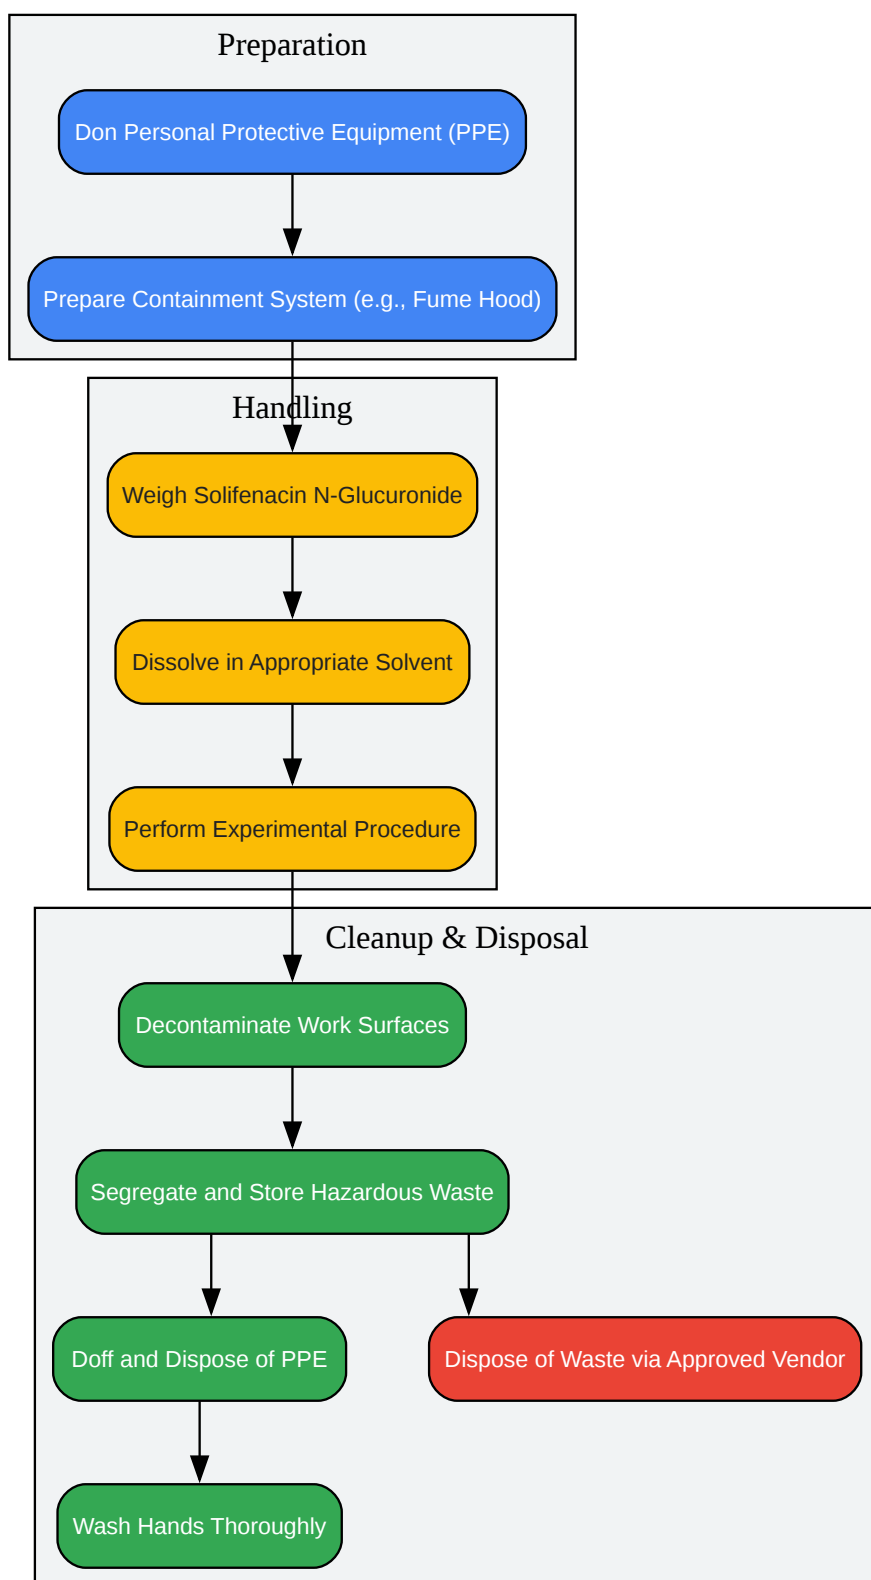 Preparation
Don Personal Protective Equipment (PPE)
Prepare Containment System (e.g., Fume Hood)
Handling
Weigh Solifenacin N-Glucuronide
Dissolve in Appropriate Solvent
Perform Experimental Procedure
Cleanup & Disposal
Decontaminate Work Surfaces
Segregate and Store Hazardous Waste
Doff and Dispose of PPE
Dispose of Waste via Approved Vendor
Wash Hands Thoroughly